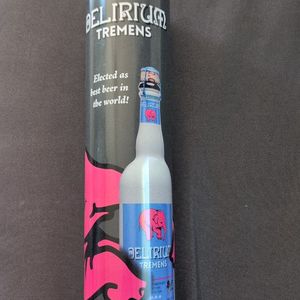 DELIRIUM
TREMENS
Elected as
best beer in
the world!
DELIRIUM
TREMENS